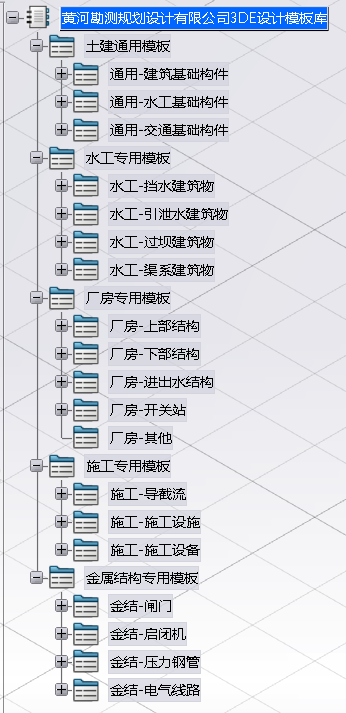 黄河勘测规划设计有限公司3DE设计模板库
土建通用模板
通用-建筑基础构件
通用-水工基础构件
通用-交通基础构件
水工专用模板
水工-挡水建筑物
水工-引泄水建筑物
水工-过坝建筑物
水工-渠系建筑物
厂房专用模板
厂房-上部结构
厂房-下部结构
厂房-进出水结构
厂房-开关站
厂房-其他
施工专用模板
施工-导截流
施工-施工设施
施工-施工设备
金属结构专用模板
金结-闸门
金结-启闭机
金结-压力钢管
金结-电气线路